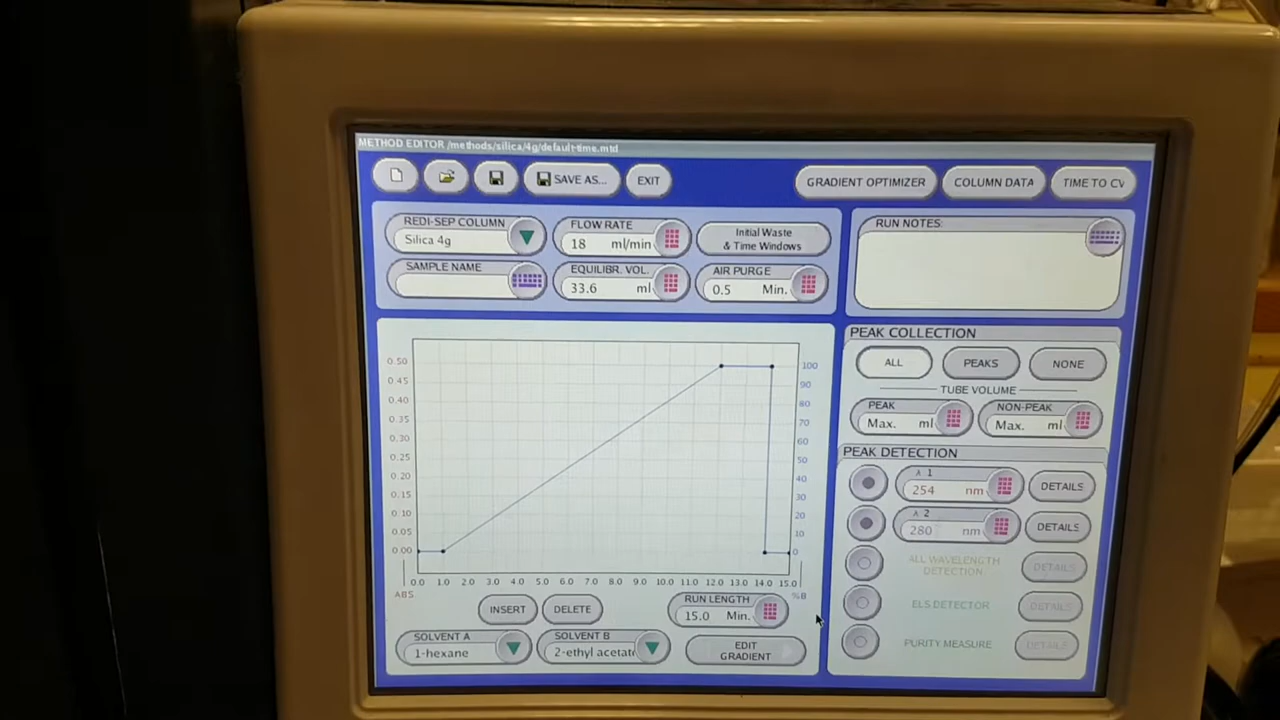 METHOD EDITOR /methods/silica/4g/default-time.mtd
SAVE AS... EXIT GRADIENT OPTIMIZER COLUMN DATA TIME TO CV
REDI-SEP COLUMN FLOW RATE Initial Waste RUN NOTES:
Silica 4g 18 ml/min & Time Windows
SAMPLE NAME EQUILIBR. VOL. AIR PURGE
33.6 ml 0.5 Min.
PEAK COLLECTION
ALL PEAKS NONE
TUBE VOLUME
PEAK NON-PEAK
Max. ml Max. ml
PEAK DETECTION
λ 1
254 nm DETAILS
λ 2
280 nm DETAILS
ALL WAVELENGTH
DETECTION DETAILS
ELS DETECTOR DETAILS
PURITY MEASURE DETAILS
0.50 100
0.45 90
0.40 80
0.35 70
0.30 60
0.25 50
0.20 40
0.15 30
0.10 20
0.05 10
0.00 0
0.0 1.0 2.0 3.0 4.0 5.0 6.0 7.0 8.0 9.0 10.0 11.0 12.0 13.0 14.0 15.0
ABS. %B
INSERT DELETE RUN LENGTH
15.0 Min.
SOLVENT A SOLVENT B EDIT
1-hexane 2-ethyl acetat GRADIENT